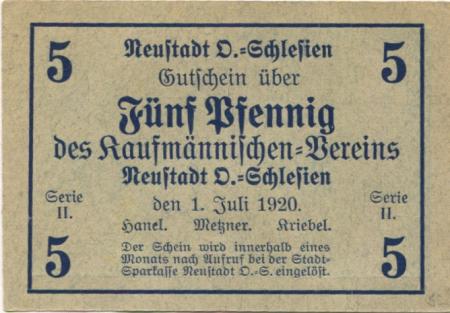 5 Neustadt O.=Schlesien 5
Gutschein über
Fünf Pfennig
des Kaufmännischen=Vereins
Neustadt O.=Schlesien
Serie II. den 1. Juli 1920. Serie II.
Hanel. Metzner. Kriebel.
5 Der Schein wird innerhalb eines 5
Monats nach Aufruf bei der Stadt-
Sparkasse Neustadt O.-S. eingelöst.